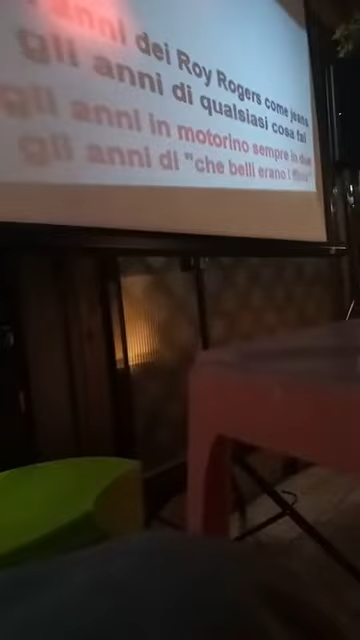 anni dei Roy Rogers come jeans
gli anni di qualsiasi cosa fai
gli anni in motorino sempre in due
gli anni di "che belli erano i films"